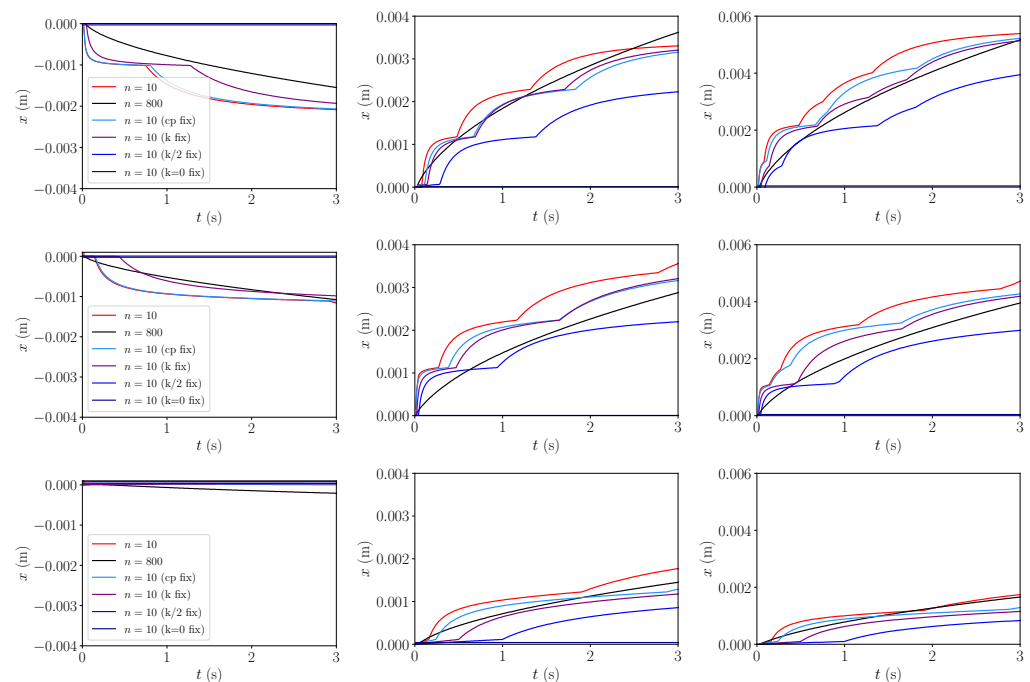 0.000
−0.001
−0.002
−0.003
−0.004
x (m)
0 1 2 3
t (s)
n = 10
n = 800
n = 10 (cp fix)
n = 10 (k fix)
n = 10 (k/2 fix)
n = 10 (k=0 fix)
0.004
0.003
0.002
0.001
0.000
x (m)
0 1 2 3
t (s)
0.006
0.004
0.002
0.000
x (m)
0 1 2 3
t (s)
0.000
−0.001
−0.002
−0.003
−0.004
x (m)
0 1 2 3
t (s)
n = 10
n = 800
n = 10 (cp fix)
n = 10 (k fix)
n = 10 (k/2 fix)
n = 10 (k=0 fix)
0.004
0.003
0.002
0.001
0.000
x (m)
0 1 2 3
t (s)
0.006
0.004
0.002
0.000
x (m)
0 1 2 3
t (s)
0.000
−0.001
−0.002
−0.003
−0.004
x (m)
0 1 2 3
t (s)
n = 10
n = 800
n = 10 (cp fix)
n = 10 (k fix)
n = 10 (k/2 fix)
n = 10 (k=0 fix)
0.004
0.003
0.002
0.001
0.000
x (m)
0 1 2 3
t (s)
0.006
0.004
0.002
0.000
x (m)
0 1 2 3
t (s)